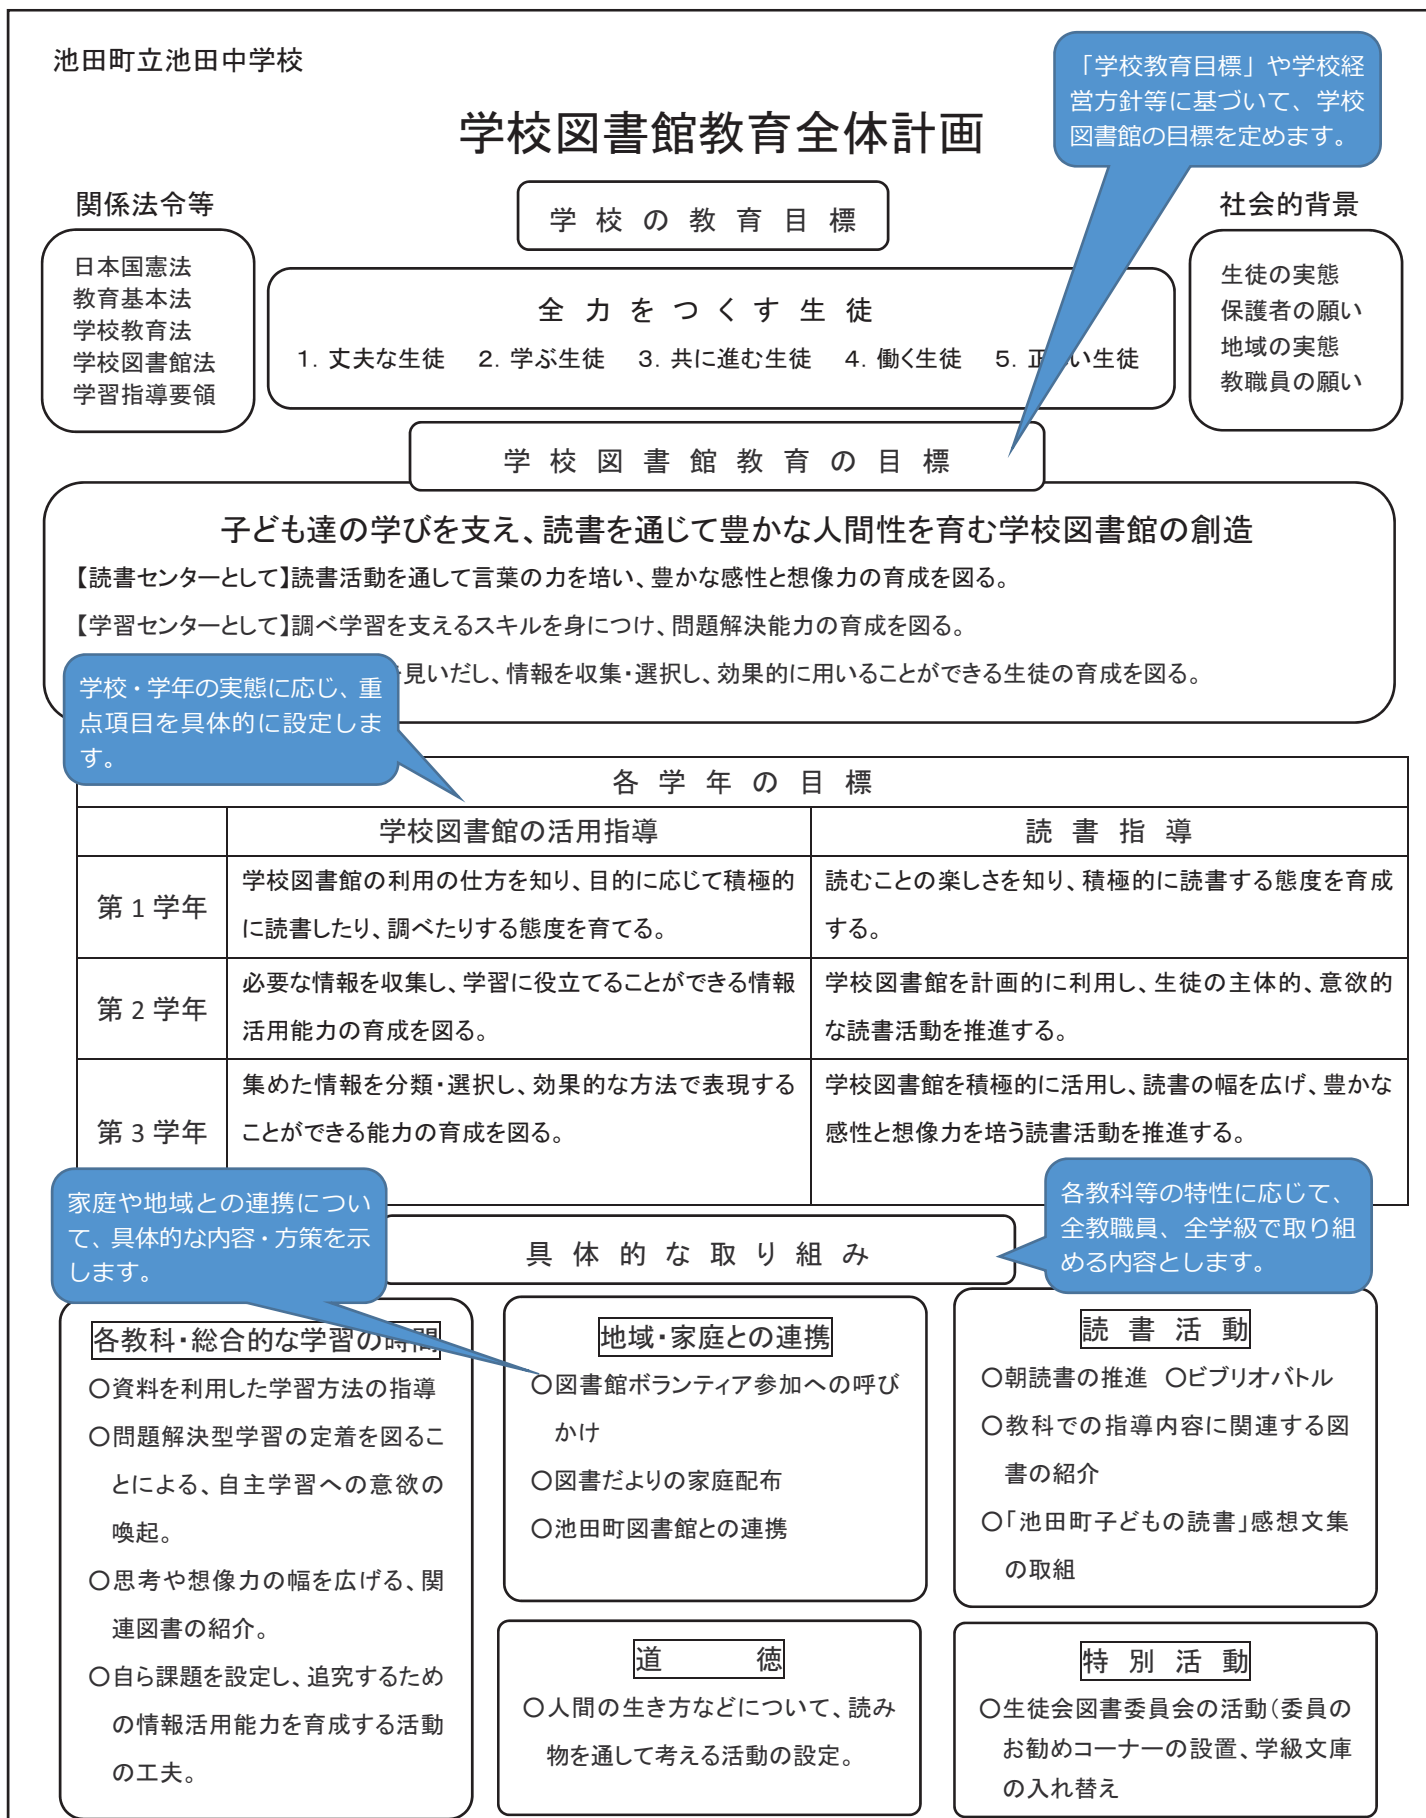 池田町立池田中学校
「学校教育目標」や学校経
営方針等に基づいて、学校
図書館の目標を定めます。
学校図書館教育全体計画
関係法令等
日本国憲法
教育基本法
学校教育法
学校図書館法
学習指導要領
学校の教育目標
全力をつくす生徒
1. 丈夫な生徒 2. 学ぶ生徒 3. 共に進む生徒 4. 働く生徒 5. 正 い生徒
社会的背景
生徒の実態
保護者の願い
地域の実態
教職員の願い
学校図書館教育の目標
子ども達の学びを支え、読書を通じて豊かな人間性を育む学校図書館の創造
【読書センターとして】読書活動を通して言葉の力を培い、豊かな感性と想像力の育成を図る。
【学習センターとして】調べ学習を支えるスキルを身につけ、問題解決能力の育成を図る。
見いだし、情報を収集・選択し、効果的に用いることができる生徒の育成を図る。
学校・学年の実態に応じ、重
点項目を具体的に設定しま
す。
各学年の目標
学校図書館の活用指導
読書指導
第1学年
学校図書館の利用の仕方を知り、目的に応じて積極的
に読書したり、調べたりする態度を育てる。
読むことの楽しさを知り、積極的に読書する態度を育成
する。
第2学年
必要な情報を収集し、学習に役立てることができる情報
活用能力の育成を図る。
学校図書館を計画的に利用し、生徒の主体的、意欲的
な読書活動を推進する。
第3学年
集めた情報を分類・選択し、効果的な方法で表現する
ことができる能力の育成を図る。
学校図書館を積極的に活用し、読書の幅を広げ、豊かな
感性と想像力を培う読書活動を推進する。
家庭や地域との連携につい
て、具体的な内容・方策を示
します。
具体的な取り組み
各教科等の特性に応じて、
全教職員、全学級で取り組
める内容とします。
各教科・総合的な学習の時間
○資料を利用した学習方法の指導
○問題解決型学習の定着を図るこ
とによる、自主学習への意欲の
喚起。
○思考や想像力の幅を広げる、関
連図書の紹介。
○自ら課題を設定し、追究するため
の情報活用能力を育成する活動
の工夫。
地域・家庭との連携
○図書館ボランティア参加への呼び
かけ
○図書だよりの家庭配布
○池田町図書館との連携
道徳
○人間の生き方などについて、読み
物を通して考える活動の設定。
読書活動
○朝読書の推進 ○ビブリオバトル
○教科での指導内容に関連する図
書の紹介
○「池田町子どもの読書」感想文集
の取組
特別活動
○生徒会図書委員会の活動(委員の
お勧めコーナーの設置、学級文庫
の入れ替え